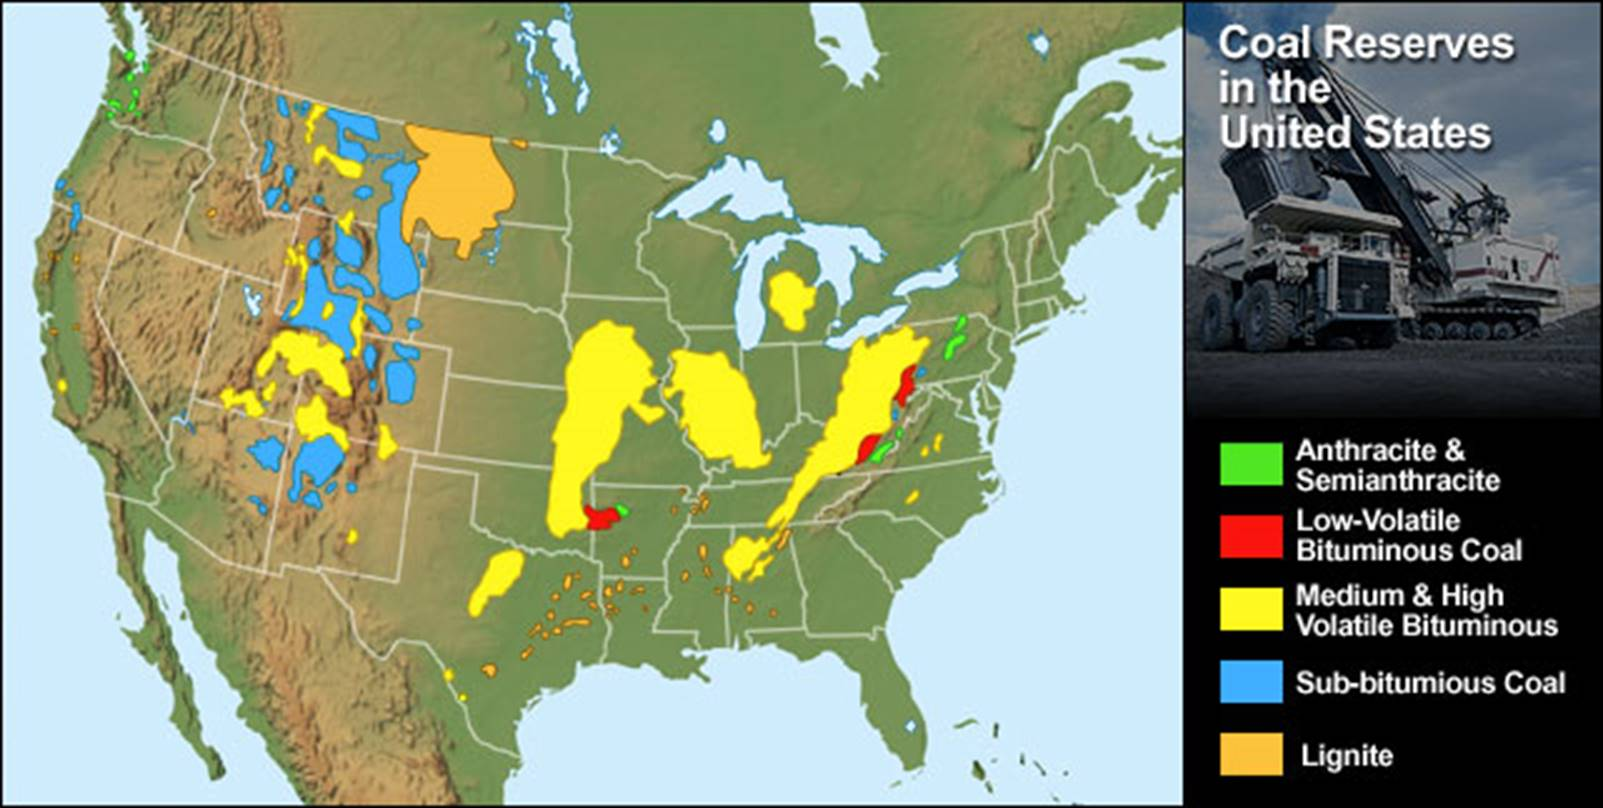 Coal Reserves
in the
United States
Anthracite &
Semianthracite
Low-Volatile
Bituminous Coal
Medium & High
Volatile Bituminous
Sub-bitumious Coal
Lignite